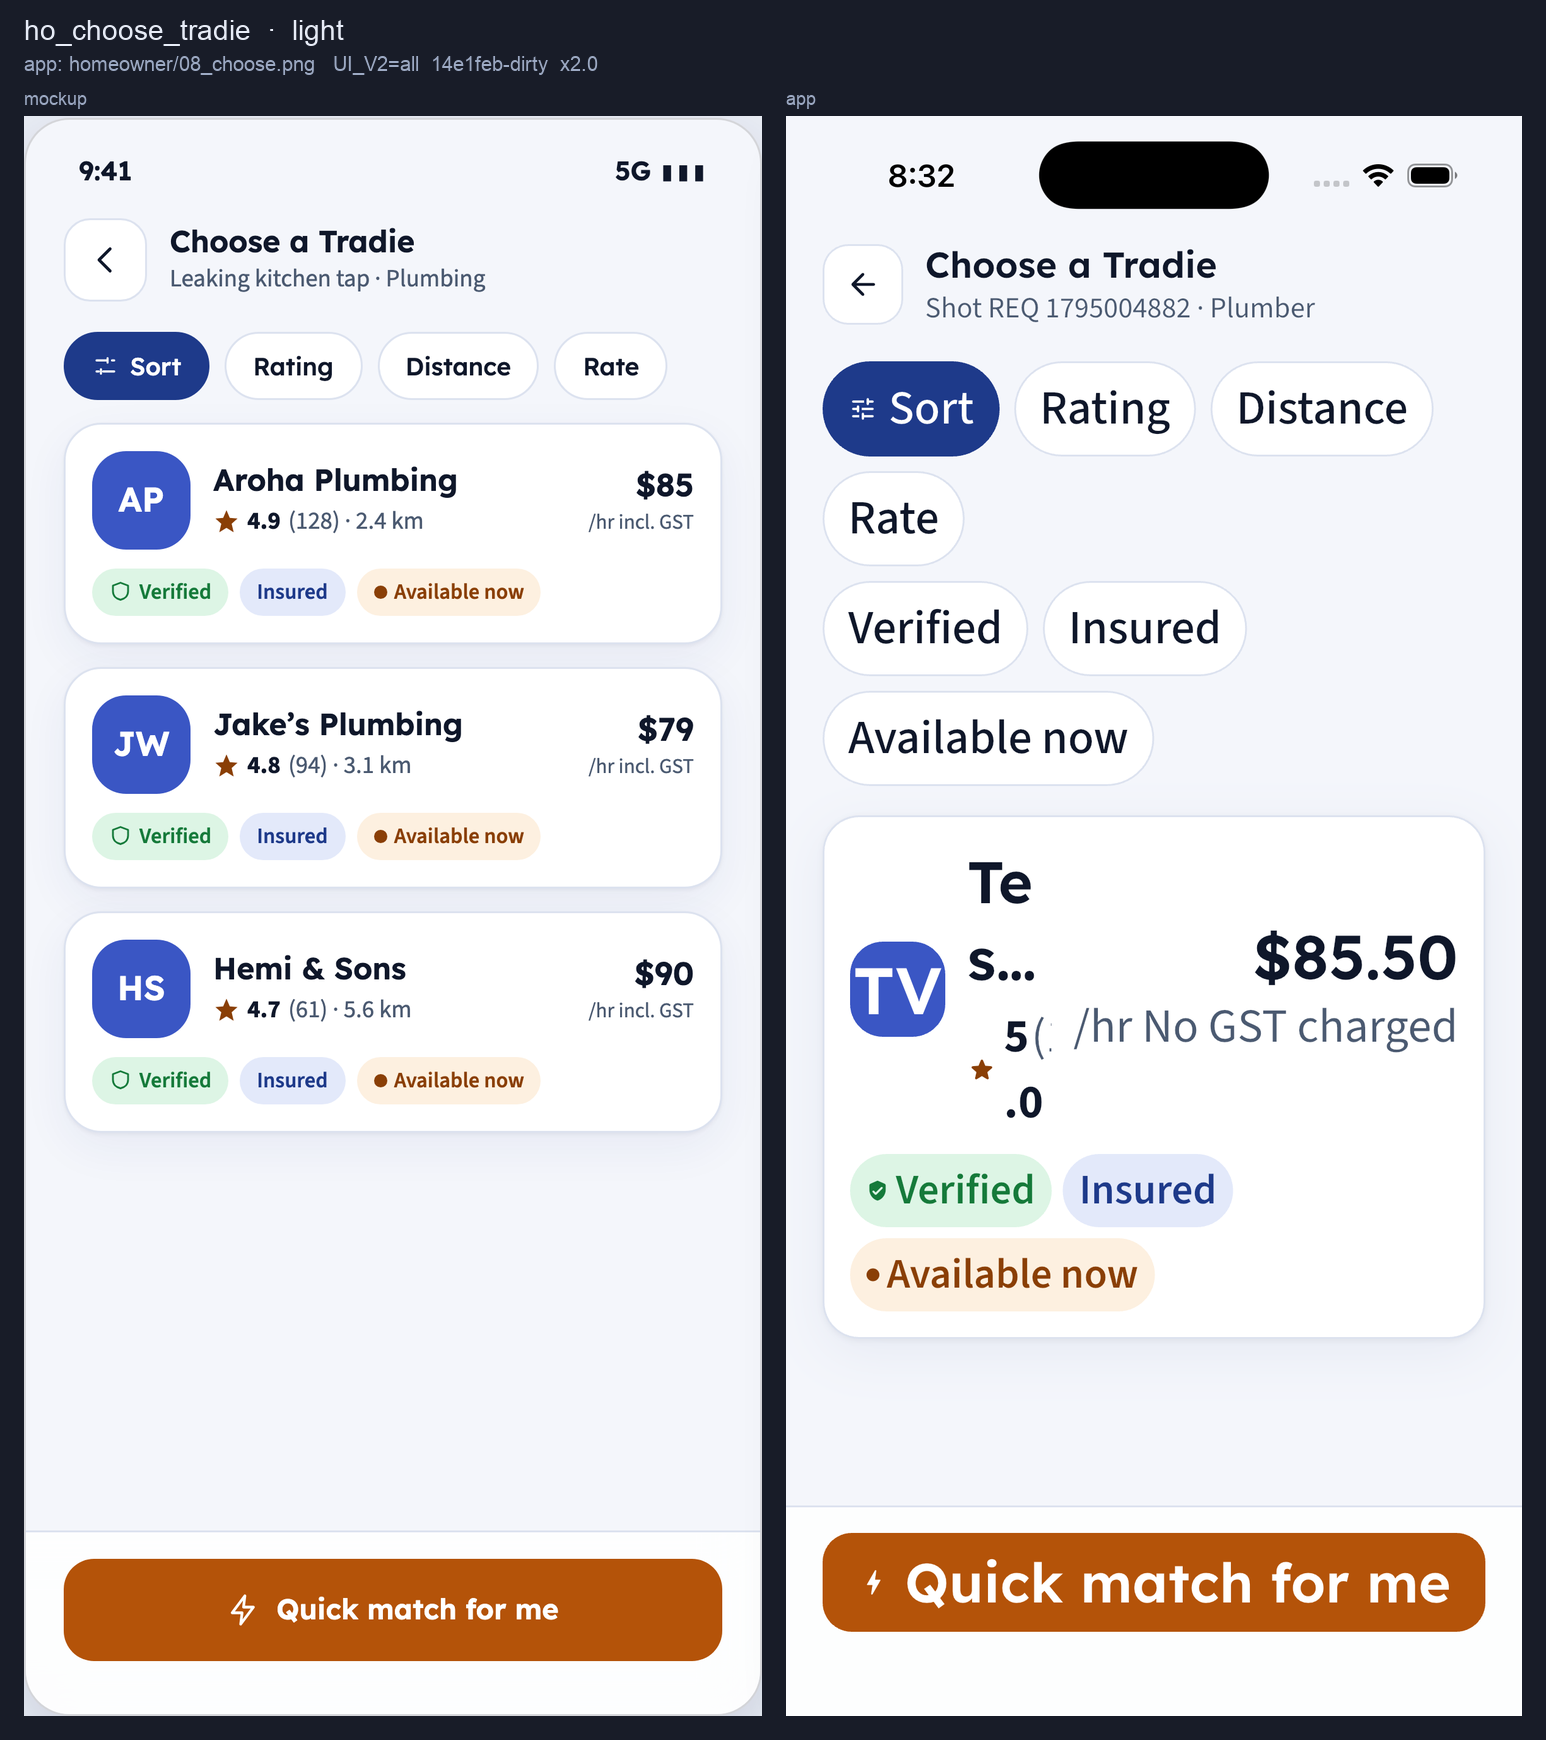 ho_choose_tradie · light
app: homeowner/08_choose.png UI_V2=all 14e1feb-dirty x2.0
mockup
9:41
5G
Choose a Tradie
Leaking kitchen tap · Plumbing
Sort
Rating
Distance
Rate
AP
Aroha Plumbing
4.9 (128) · 2.4 km
$85
/hr incl. GST
Verified
Insured
Available now
JW
Jake’s Plumbing
4.8 (94) · 3.1 km
$79
/hr incl. GST
Verified
Insured
Available now
HS
Hemi & Sons
4.7 (61) · 5.6 km
$90
/hr incl. GST
Verified
Insured
Available now
Quick match for me
app
8:32
Choose a Tradie
Shot REQ 1795004882 · Plumber
Sort
Rating
Distance
Rate
Verified
Insured
Available now
TV
Te
s...
5 (
.0
$85.50
/hr No GST charged
Verified
Insured
Available now
Quick match for me